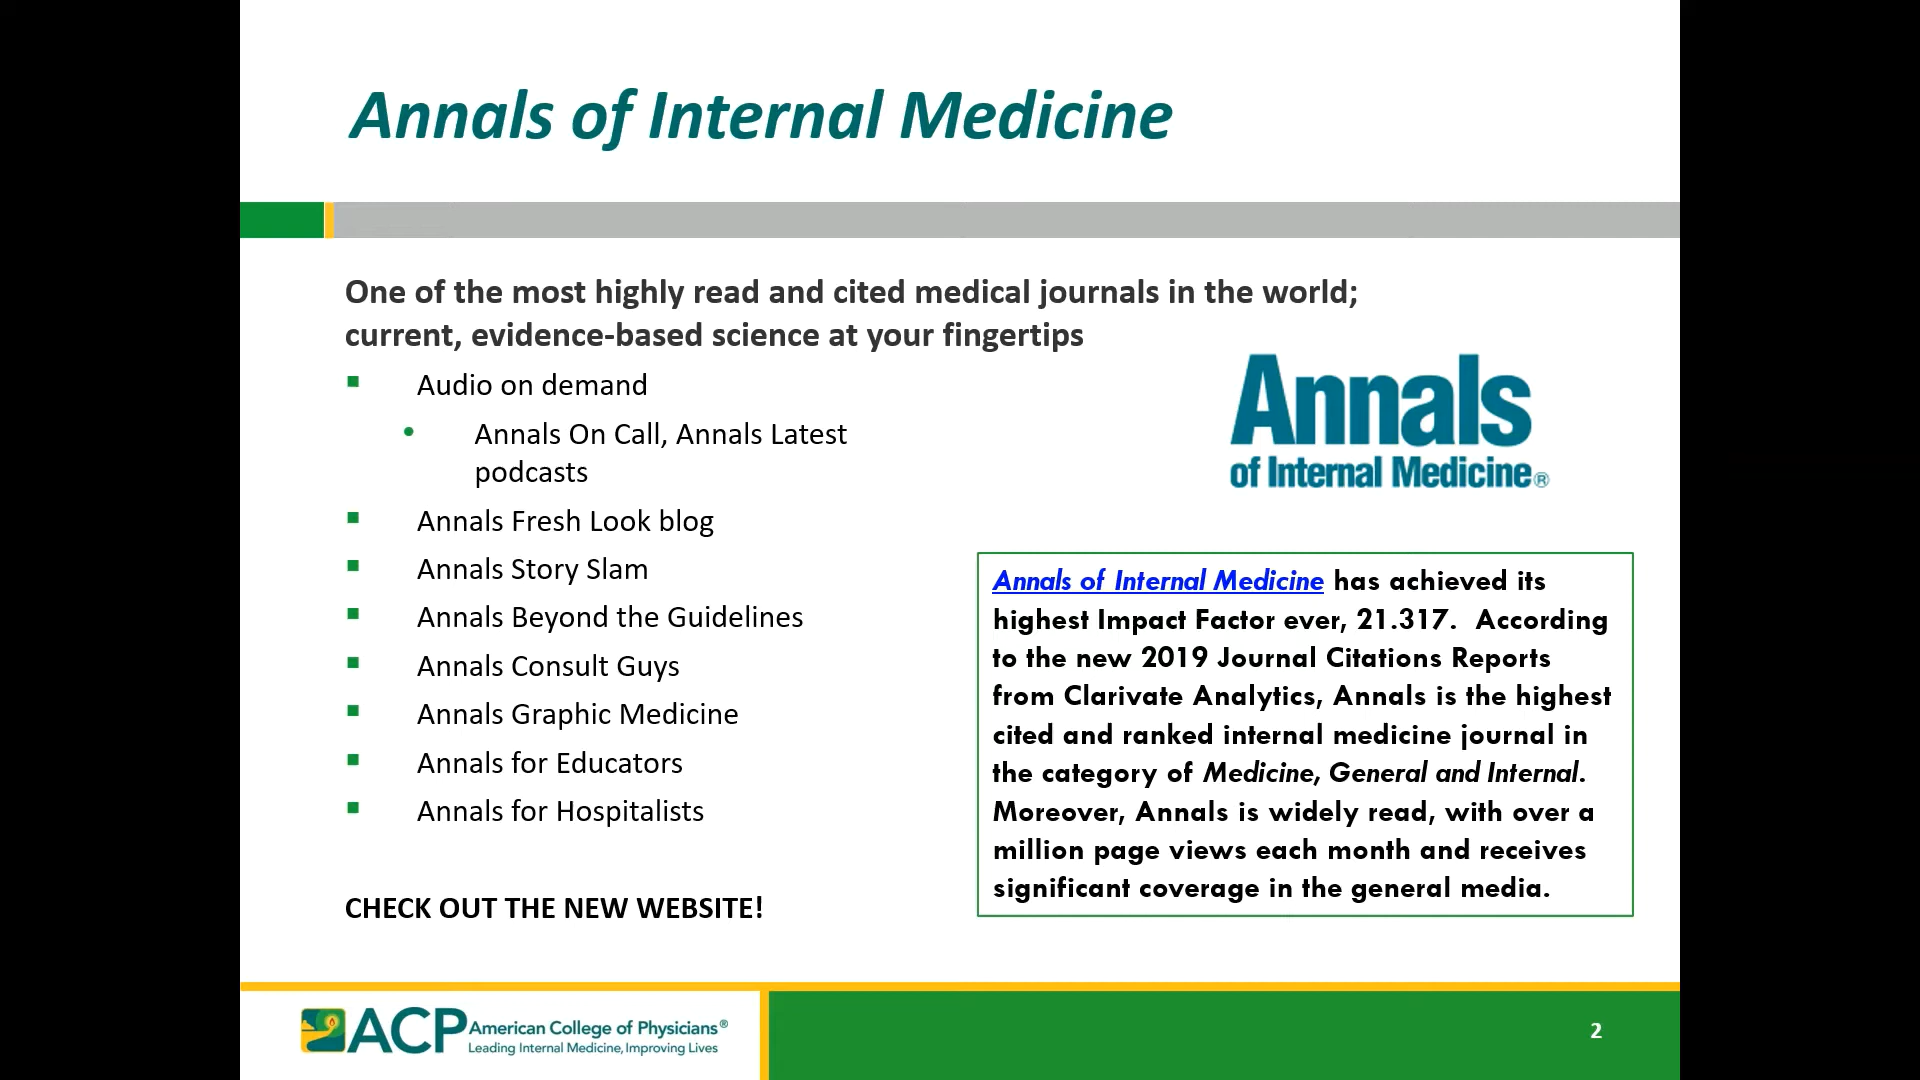 Annals of Internal Medicine
One of the most highly read and cited medical journals in the world;
current, evidence-based science at your fingertips
Audio on demand
Annals On Call, Annals Latest
podcasts
Annals Fresh Look blog
Annals Story Slam
Annals Beyond the Guidelines
Annals Consult Guys
Annals Graphic Medicine
Annals for Educators
Annals for Hospitalists
CHECK OUT THE NEW WEBSITE!
Annals
of Internal Medicine®
Annals of Internal Medicine has achieved its
highest Impact Factor ever, 21.317.  According
to the new 2019 Journal Citations Reports
from Clarivate Analytics, Annals is the highest
cited and ranked internal medicine journal in
the category of Medicine, General and Internal.
Moreover, Annals is widely read, with over a
million page views each month and receives
significant coverage in the general media.
ACP American College of Physicians®
Leading Internal Medicine, Improving Lives
2